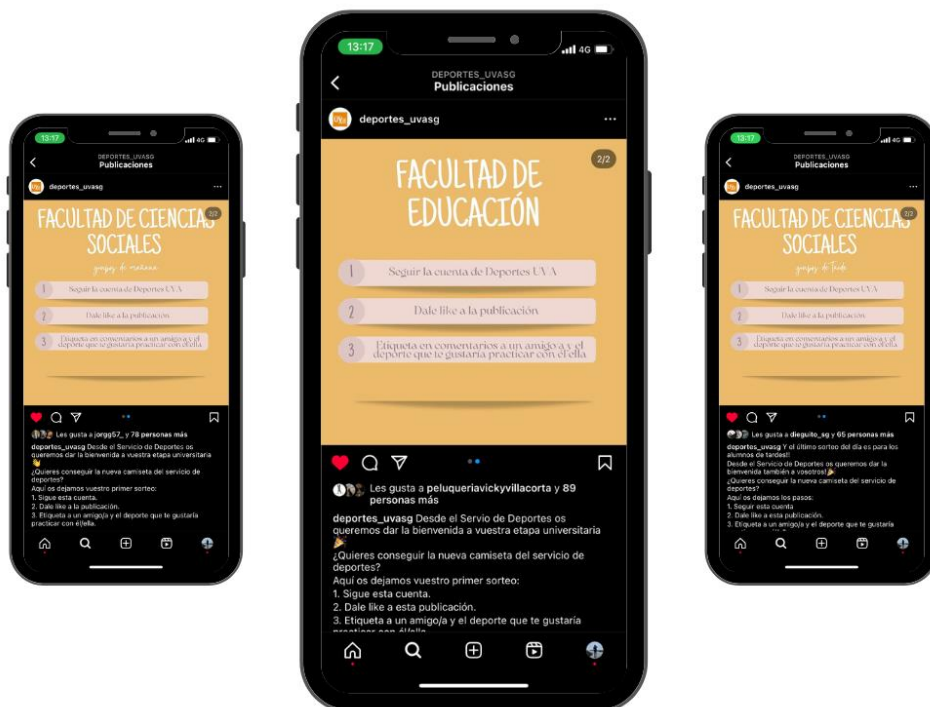 13:17
4G
DEPORTES_UVASG
Publicaciones
deportes_uvasg
2/2
FACULTAD DE CIENCIAS
SOCIALES
grupos de mañana
1 Seguir la cuenta de Deportes UVA
2 Dale like a la publicación
3 Etiqueta en comentarios a un amigo/a y el
deporte que te gustaría practicar con él/ella
Les gusta a jorgg57_ y 78 personas más
deportes_uvasg Desde el Servicio de Deportes os
queremos dar la bienvenida a vuestra etapa universitaria
👋
¿Quieres conseguir la nueva camiseta del servicio de
deportes?
Aquí os dejamos vuestro primer sorteo:
1. Sigue esta cuenta.
2. Dale like a la publicación.
3. Etiqueta a un amigo/a y el deporte que te gustaría
practicar con él/ella.
13:17
4G
DEPORTES_UVASG
Publicaciones
UVa
deportes_uvasg
2/2
FACULTAD DE
EDUCACIÓN
1 Seguir la cuenta de Deportes UVA
2 Dale like a la publicación
3 Etiqueta en comentarios a un amigo/a y el
deporte que te gustaría practicar con él/ella
Les gusta a peluqueriavickyvillacorta y 89
personas más
deportes_uvasg Desde el Servio de Deportes os
queremos dar la bienvenida a vuestra etapa universitaria
🎉
¿Quieres conseguir la nueva camiseta del servicio de
deportes?
Aquí os dejamos vuestro primer sorteo:
1. Sigue esta cuenta.
2. Dale like a esta publicación.
3. Etiqueta a un amigo/a y el deporte que te gustaría
practicar con él/ella
13:17
4G
DEPORTES_UVASG
Publicaciones
deportes_uvasg
2/2
FACULTAD DE CIENCIAS
SOCIALES
grupos de Tarde
1 Seguir la cuenta de Deportes UVA
2 Dale like a la publicación
3 Etiqueta en comentarios a un amigo/a y el
deporte que te gustaría practicar con él/ella
Les gusta a dieguito_sg y 65 personas más
deportes_uvasg Y el último sorteo del día es para los
alumnos de tardes!!
Desde el Servicio de Deportes os queremos dar la
bienvenida también a vosotros!🎉
¿Quieres conseguir la nueva camiseta del servicio de
deportes?
Aquí os dejamos los pasos:
1. Seguir esta cuenta
2. Dale like a esta publicación.
3. Etiqueta a un amigo/a y el deporte que te gustaría